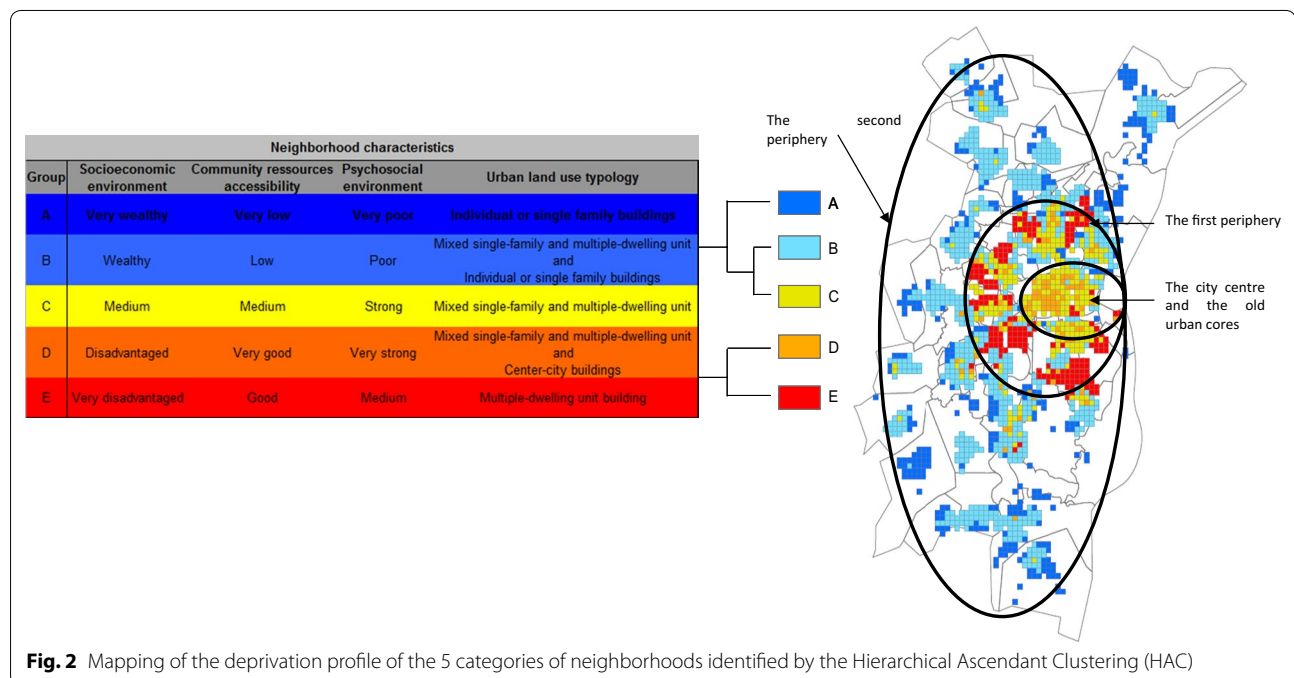 Neighborhood characteristics
Group
Socioeconomic
environment
Community ressources
accessibility
Psychosocial
environment
Urban land use typology
A
Very wealthy
Very low
Very poor
Individual or single family buildings
B
Wealthy
Low
Poor
Mixed single-family and multiple-dwelling unit
and
Individual or single family buildings
C
Medium
Medium
Strong
Mixed single-family and multiple-dwelling unit
D
Disadvantaged
Very good
Very strong
Mixed single-family and multiple-dwelling unit
and
Center-city buildings
E
Very disadvantaged
Good
Medium
Multiple-dwelling unit building
A
B
C
D
E
The second
periphery
The first periphery
The city centre
and the old
urban cores
Fig. 2 Mapping of the deprivation profile of the 5 categories of neighborhoods identified by the Hierarchical Ascendant Clustering (HAC)